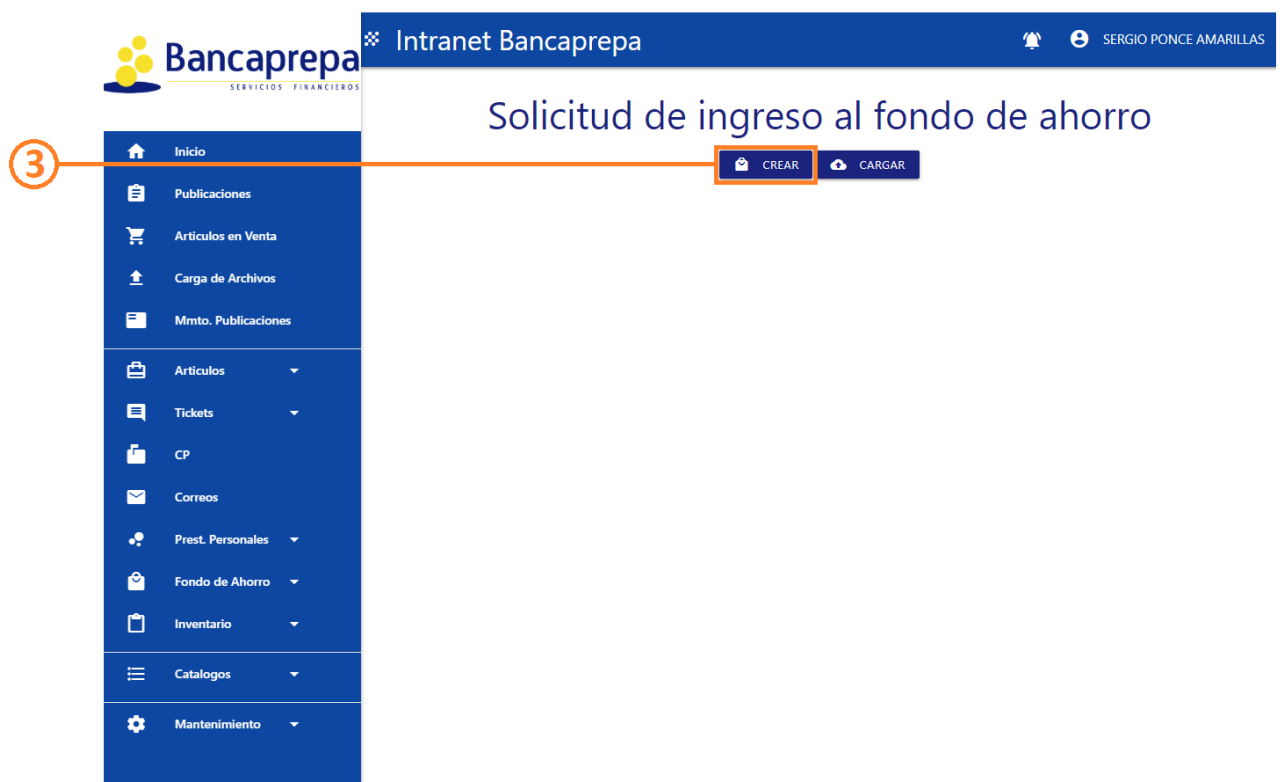 Bancaprepa
SERVICIOS FINANCIEROS
Intranet Bancaprepa
SERGIO PONCE AMARILLAS
Solicitud de ingreso al fondo de ahorro
3
CREAR
CARGAR
Inicio
Publicaciones
Articulos en Venta
Carga de Archivos
Mmto. Publicaciones
Articulos
Tickets
CP
Correos
Prest. Personales
Fondo de Ahorro
Inventario
Catalogos
Mantenimiento